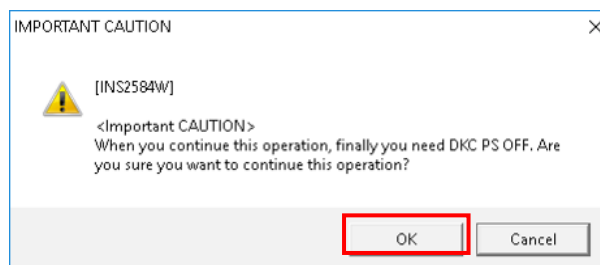 IMPORTANT CAUTION
[INS2584W]
<Important CAUTION>
When you continue this operation, finally you need DKC PS OFF. Are
you sure you want to continue this operation?
OK
Cancel